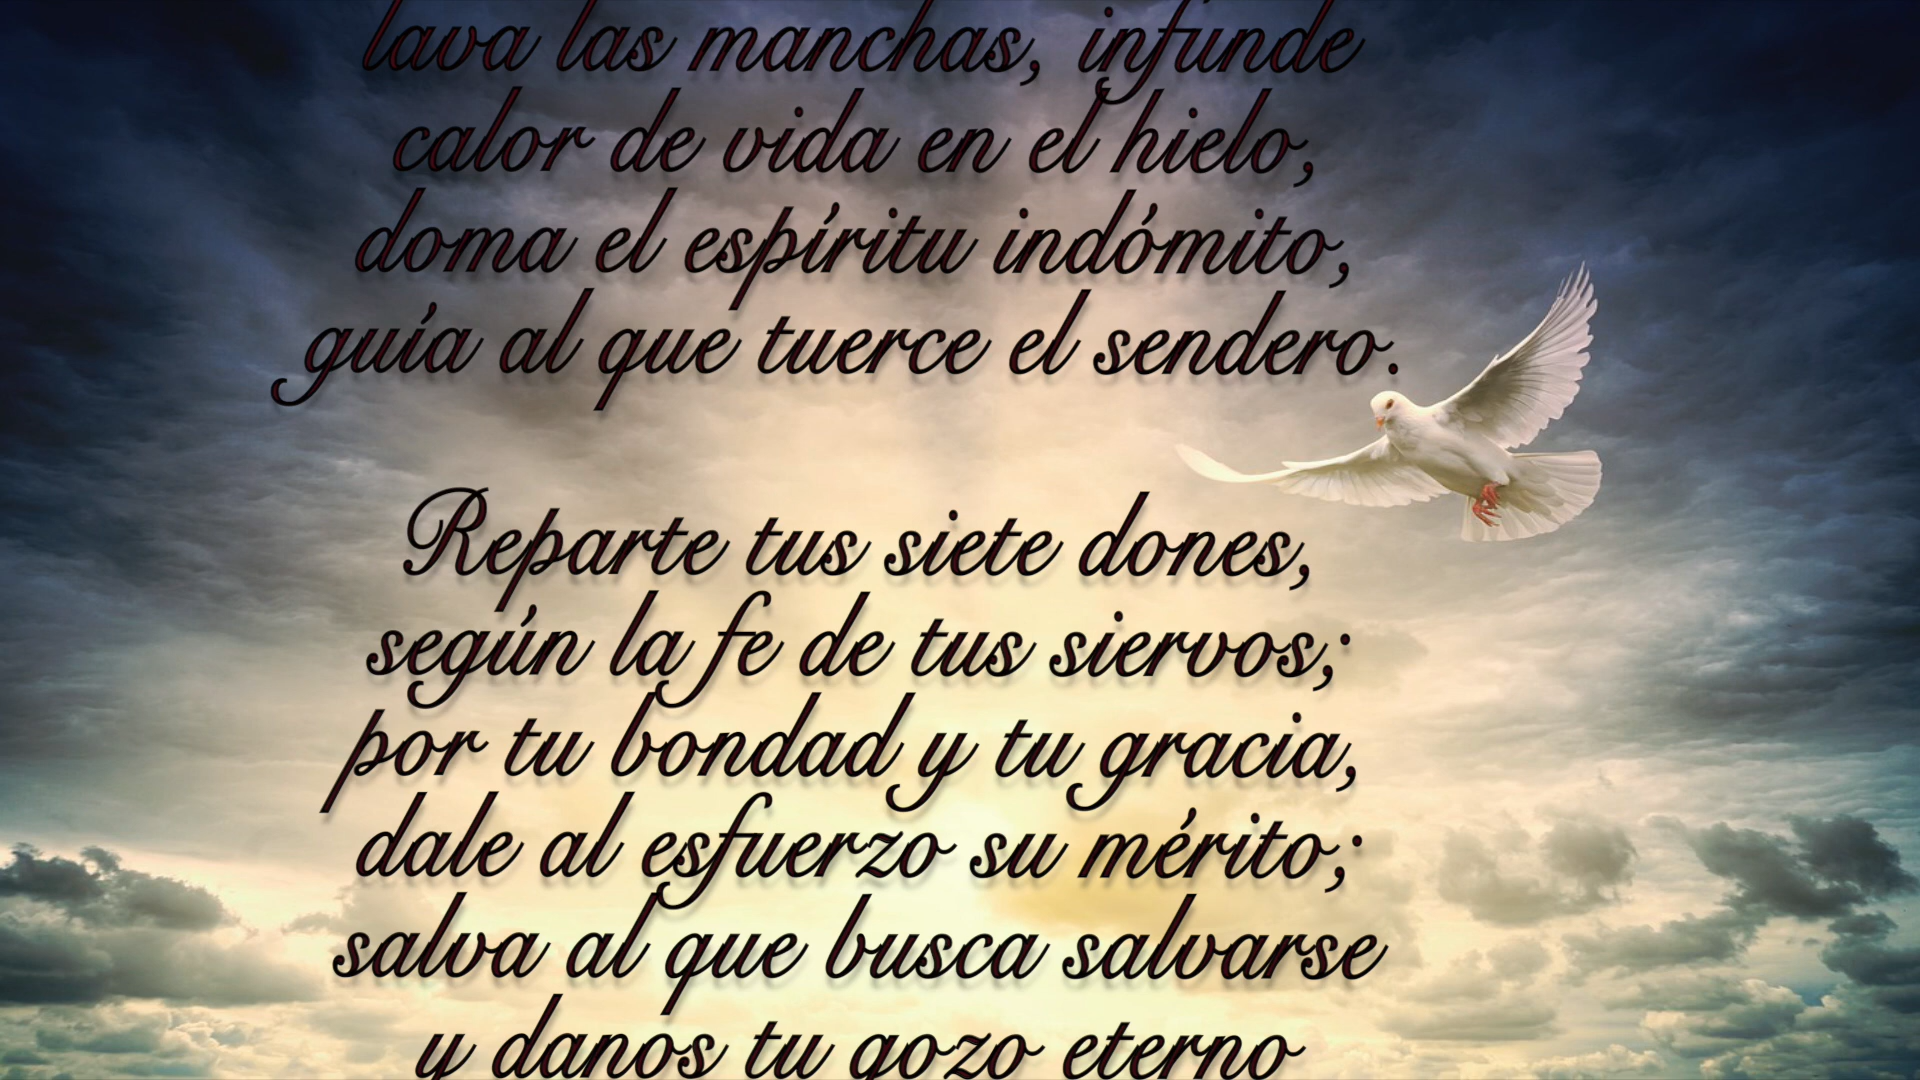 lava las manchas, infunde
calor de vida en el hielo,
doma el espíritu indómito,
guía al que tuerce el sendero.
Reparte tus siete dones,
según la fe de tus siervos;
por tu bondad y tu gracia,
dale al esfuerzo su mérito;
salva al que busca salvarse
y danos tu gozo eterno